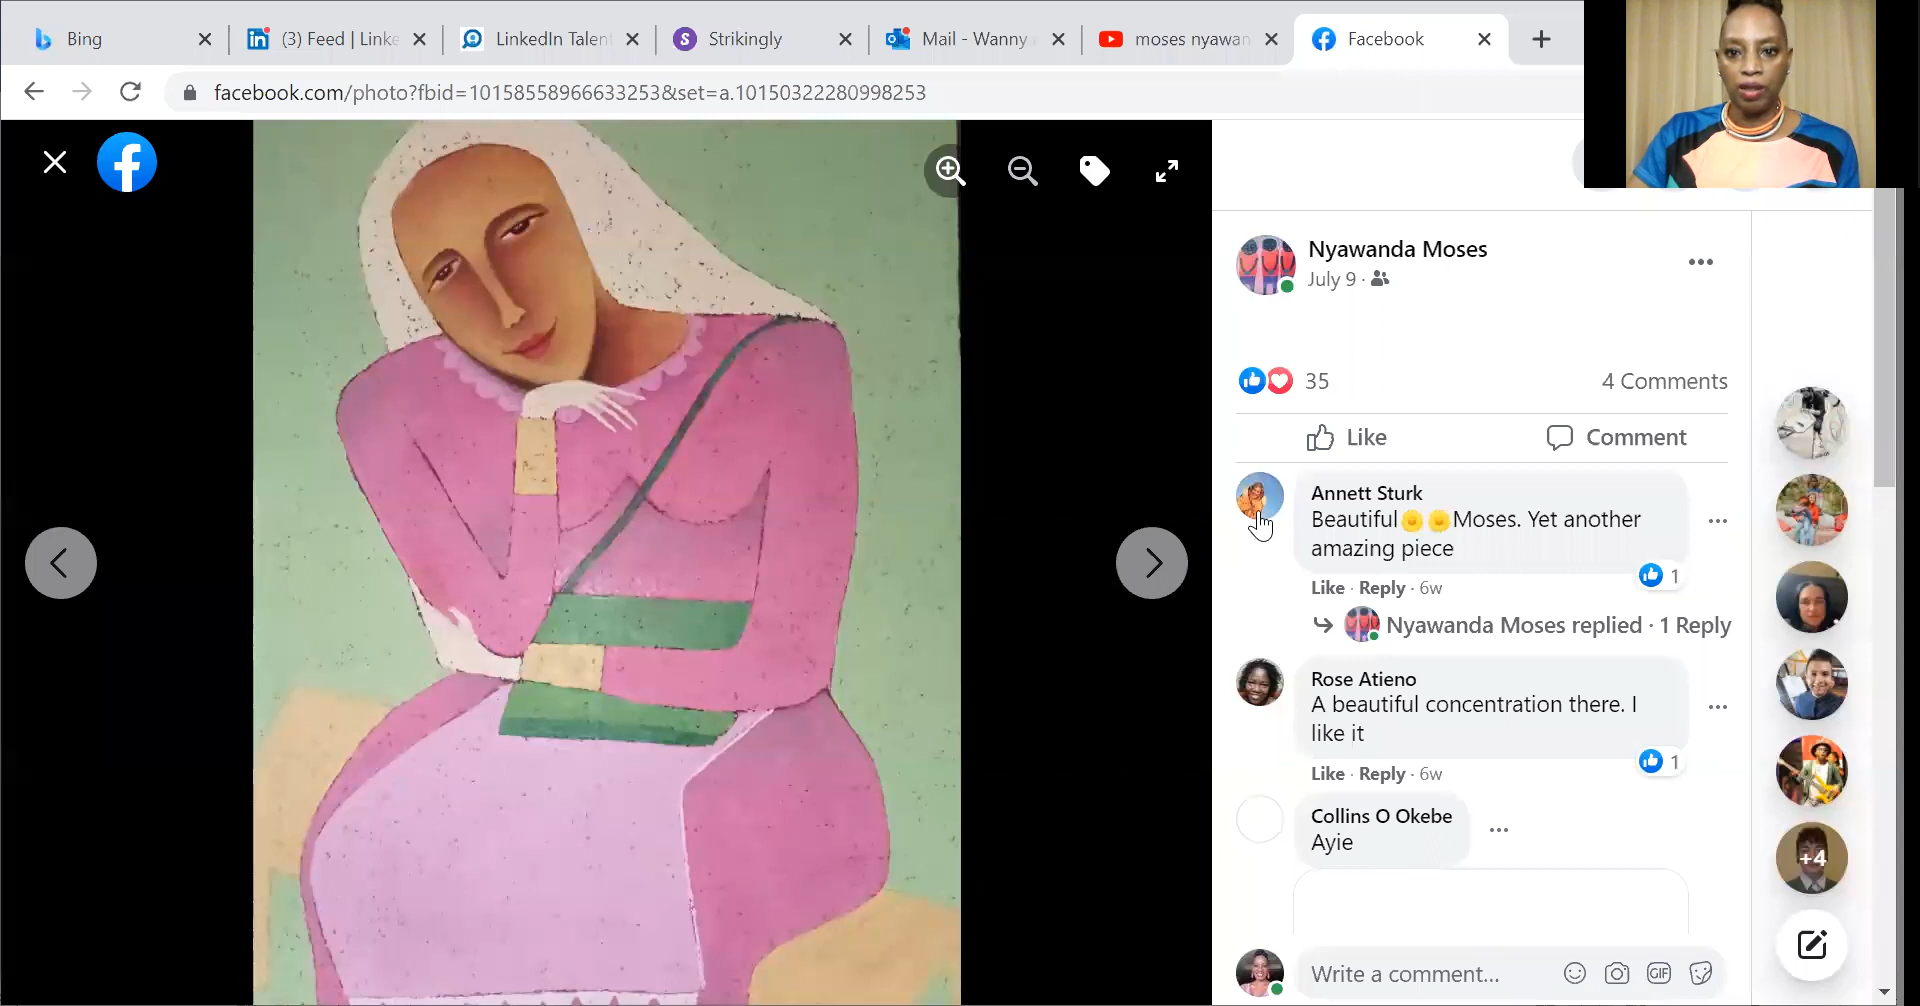 Bing
(3) Feed | Linke
LinkedIn Talent
Strikingly
Mail - Wanny
moses nyawan
Facebook
facebook.com/photo?fbid=10158558966633253&set=a.10150322280998253
Nyawanda Moses
July 9 ·
35
4 Comments
Like
Comment
Annett Sturk
Beautiful🌼🌼Moses. Yet another
amazing piece
1
Like · Reply · 6w
Nyawanda Moses replied · 1 Reply
Rose Atieno
A beautiful concentration there. I
like it
1
Like · Reply · 6w
Collins O Okebe
Ayie
+4
Write a comment...
GIF